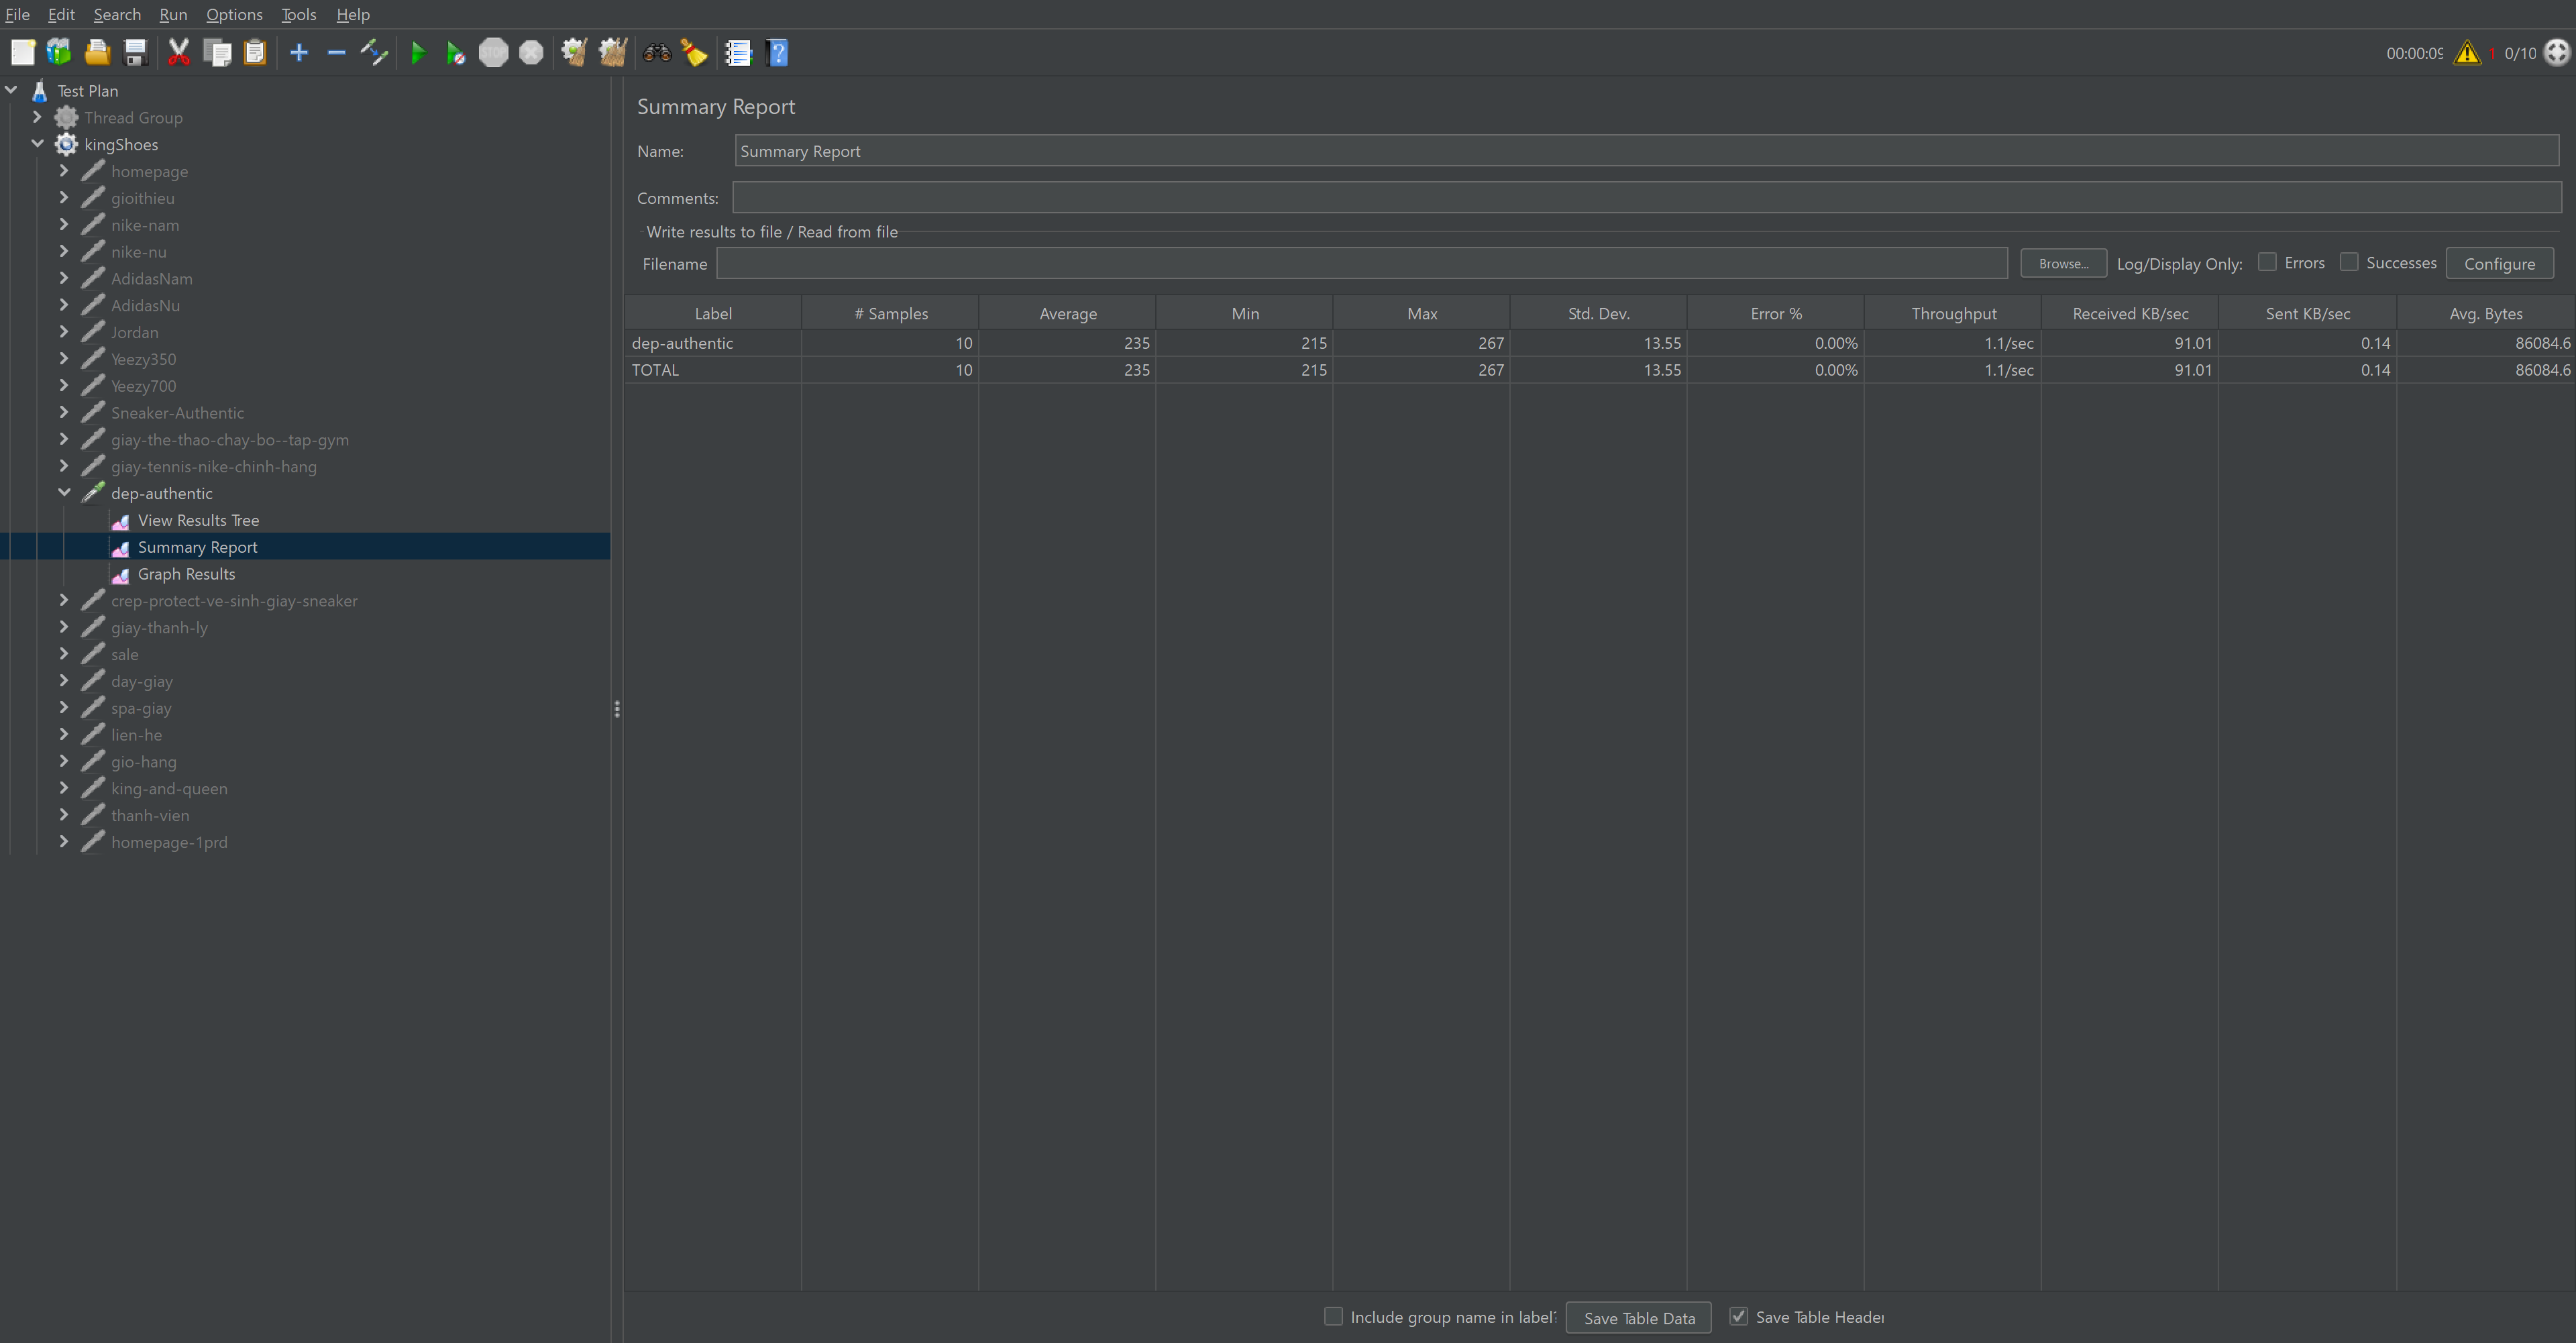 File Edit Search Run Options Tools Help
STOP
00:00:09 1 0/10
Test Plan
Thread Group
kingShoes
homepage
gioithieu
nike-nam
nike-nu
AdidasNam
AdidasNu
Jordan
Yeezy350
Yeezy700
Sneaker-Authentic
giay-the-thao-chay-bo--tap-gym
giay-tennis-nike-chinh-hang
dep-authentic
View Results Tree
Summary Report
Graph Results
crep-protect-ve-sinh-giay-sneaker
giay-thanh-ly
sale
day-giay
spa-giay
lien-he
gio-hang
king-and-queen
thanh-vien
homepage-1prd
Summary Report
Name: Summary Report
Comments:
Write results to file / Read from file
Filename Browse... Log/Display Only: Errors Successes Configure
Label # Samples Average Min Max Std. Dev. Error % Throughput Received KB/sec Sent KB/sec Avg. Bytes
dep-authentic 10 235 215 267 13.55 0.00% 1.1/sec 91.01 0.14 86084.6
TOTAL 10 235 215 267 13.55 0.00% 1.1/sec 91.01 0.14 86084.6
Include group name in label? Save Table Data Save Table Header